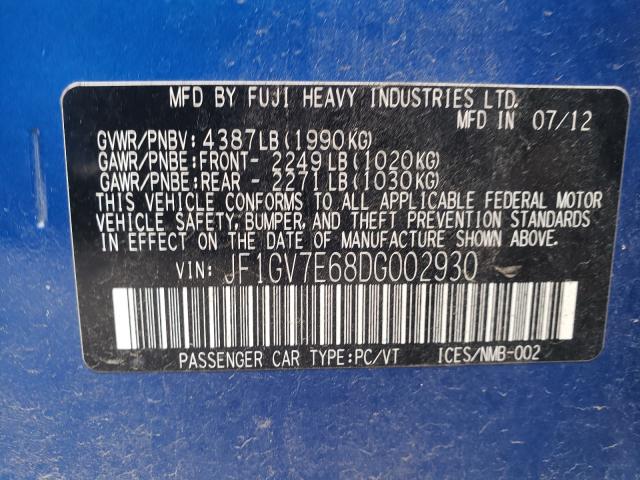 MFD BY FUJI HEAVY INDUSTRIES LTD.
MFD IN 07/12
GVWR/PNBV: 4387LB(1990KG)
GAWR/PNBE:FRONT- 2249LB(1020KG)
GAWR/PNBE:REAR - 2271LB(1030KG)
THIS VEHICLE CONFORMS TO ALL APPLICABLE FEDERAL MOTOR
VEHICLE SAFETY, BUMPER, AND THEFT PREVENTION STANDARDS
IN EFFECT ON THE DATE OF MANUFACTURE SHOWN ABOVE.
VIN: JF1GV7E68DG002930
PASSENGER CAR TYPE:PC/VT ICES/NMB-002